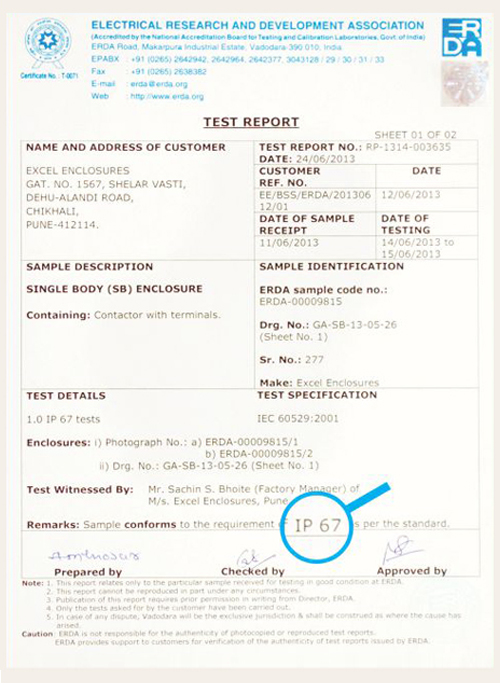 ELECTRICAL RESEARCH AND DEVELOPMENT ASSOCIATION
(Accredited by the National Accreditation Board for Testing and Calibration Laboratories, Govt. of India)
ERDA Road, Makarpura Industrial Estate, Vadodara-390 010, India.
EPABX : +91 (0265) 2642942, 2642964, 2642377, 3043128 / 29 / 30 / 31 / 33
Fax : +91 (0265) 2638382
E-mail : erda@erda.org
Web : http://www.erda.org
Certificate No. : T-0071
ERDA
TEST REPORT
SHEET 01 OF 02
NAME AND ADDRESS OF CUSTOMER
EXCEL ENCLOSURES
GAT. NO. 1567, SHELAR VASTI,
DEHU-ALANDI ROAD,
CHIKHALI,
PUNE-412114.
TEST REPORT NO.: RP-1314-003635
DATE: 24/06/2013
CUSTOMER REF. NO.
DATE
EE/BSS/ERDA/201306
12/01
12/06/2013
DATE OF SAMPLE RECEIPT
DATE OF TESTING
11/06/2013
14/06/2013 to
15/06/2013
SAMPLE DESCRIPTION
SINGLE BODY (SB) ENCLOSURE
Containing: Contactor with terminals.
SAMPLE IDENTIFICATION
ERDA sample code no.:
ERDA-00009815
Drg. No.: GA-SB-13-05-26
(Sheet No. 1)
Sr. No.: 277
Make: Excel Enclosures
TEST DETAILS
TEST SPECIFICATION
1.0 IP 67 tests
IEC 60529:2001
Enclosures: i) Photograph No.: a) ERDA-00009815/1
b) ERDA-00009815/2
ii) Drg. No.: GA-SB-13-05-26 (Sheet No. 1)
Test Witnessed By: Mr. Sachin S. Bhoite (Factory Manager) of
M/s. Excel Enclosures, Pune
Remarks: Sample conforms to the requirement of IP 67 as per the standard.
Prepared by
Checked by
Approved by
Note: 1. This report relates only to the particular sample received for testing in good condition at ERDA.
2. This report cannot be reproduced in part under any circumstances.
3. Publication of this report requires prior permission in writing from Director, ERDA.
4. Only the tests asked for by the customer have been carried out.
5. In case of any dispute, Vadodara will be the exclusive jurisdiction & shall be construed as where the cause has
arised.
Caution: ERDA is not responsible for the authenticity of photocopied or reproduced test reports.
ERDA provides support to customers for verification of the authenticity of test reports issued by ERDA.